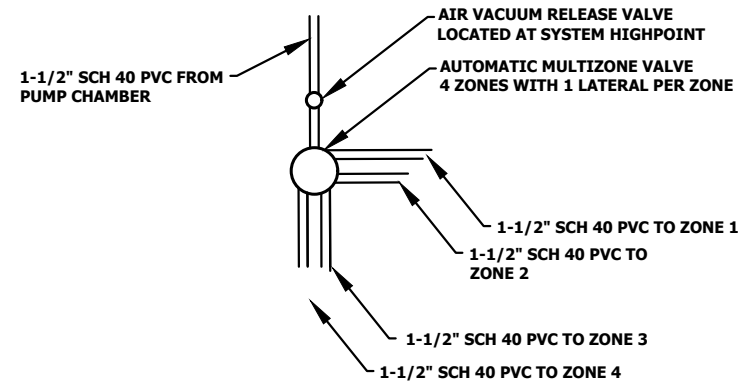 AIR VACUUM RELEASE VALVE
LOCATED AT SYSTEM HIGHPOINT
1-1/2" SCH 40 PVC FROM
PUMP CHAMBER
AUTOMATIC MULTIZONE VALVE
4 ZONES WITH 1 LATERAL PER ZONE
1-1/2" SCH 40 PVC TO ZONE 1
1-1/2" SCH 40 PVC TO
ZONE 2
1-1/2" SCH 40 PVC TO ZONE 3
1-1/2" SCH 40 PVC TO ZONE 4